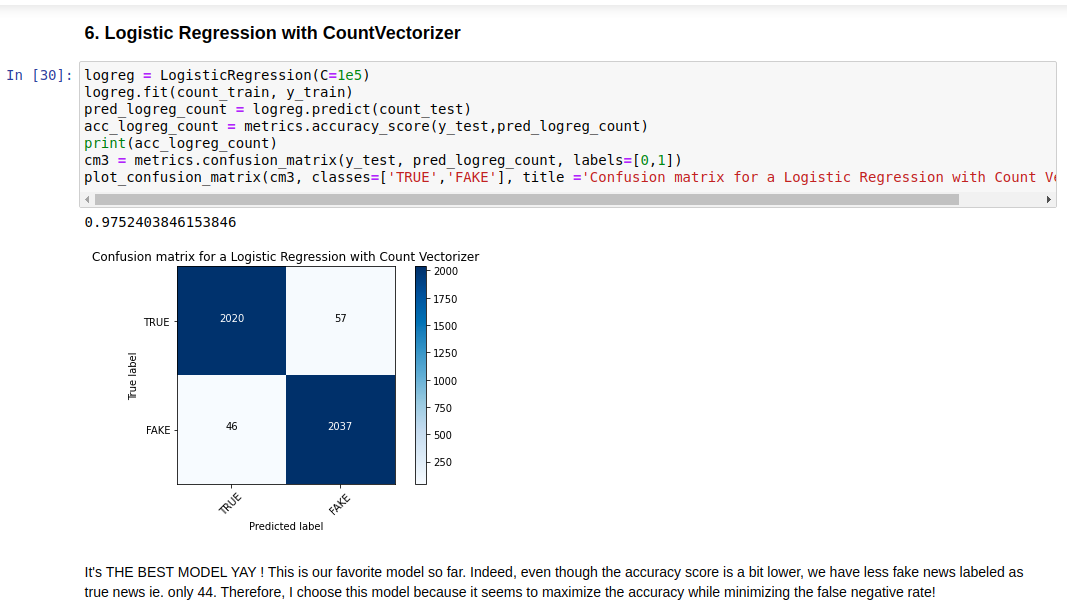 6. Logistic Regression with CountVectorizer
In [30]:
logreg = LogisticRegression(C=1e5)
logreg.fit(count_train, y_train)
pred_logreg_count = logreg.predict(count_test)
acc_logreg_count = metrics.accuracy_score(y_test,pred_logreg_count)
print(acc_logreg_count)
cm3 = metrics.confusion_matrix(y_test, pred_logreg_count, labels=[0,1])
plot_confusion_matrix(cm3, classes=['TRUE','FAKE'], title ='Confusion matrix for a Logistic Regression with Count
0.9752403846153846
Confusion matrix for a Logistic Regression with Count Vectorizer
2000
1750
1500
1250
1000
750
500
250
True label
TRUE
2020
57
FAKE
46
2037
TRUE
FAKE
Predicted label
It's THE BEST MODEL YAY ! This is our favorite model so far. Indeed, even though the accuracy score is a bit lower, we have less fake news labeled as
true news ie. only 44. Therefore, I choose this model because it seems to maximize the accuracy while minimizing the false negative rate!